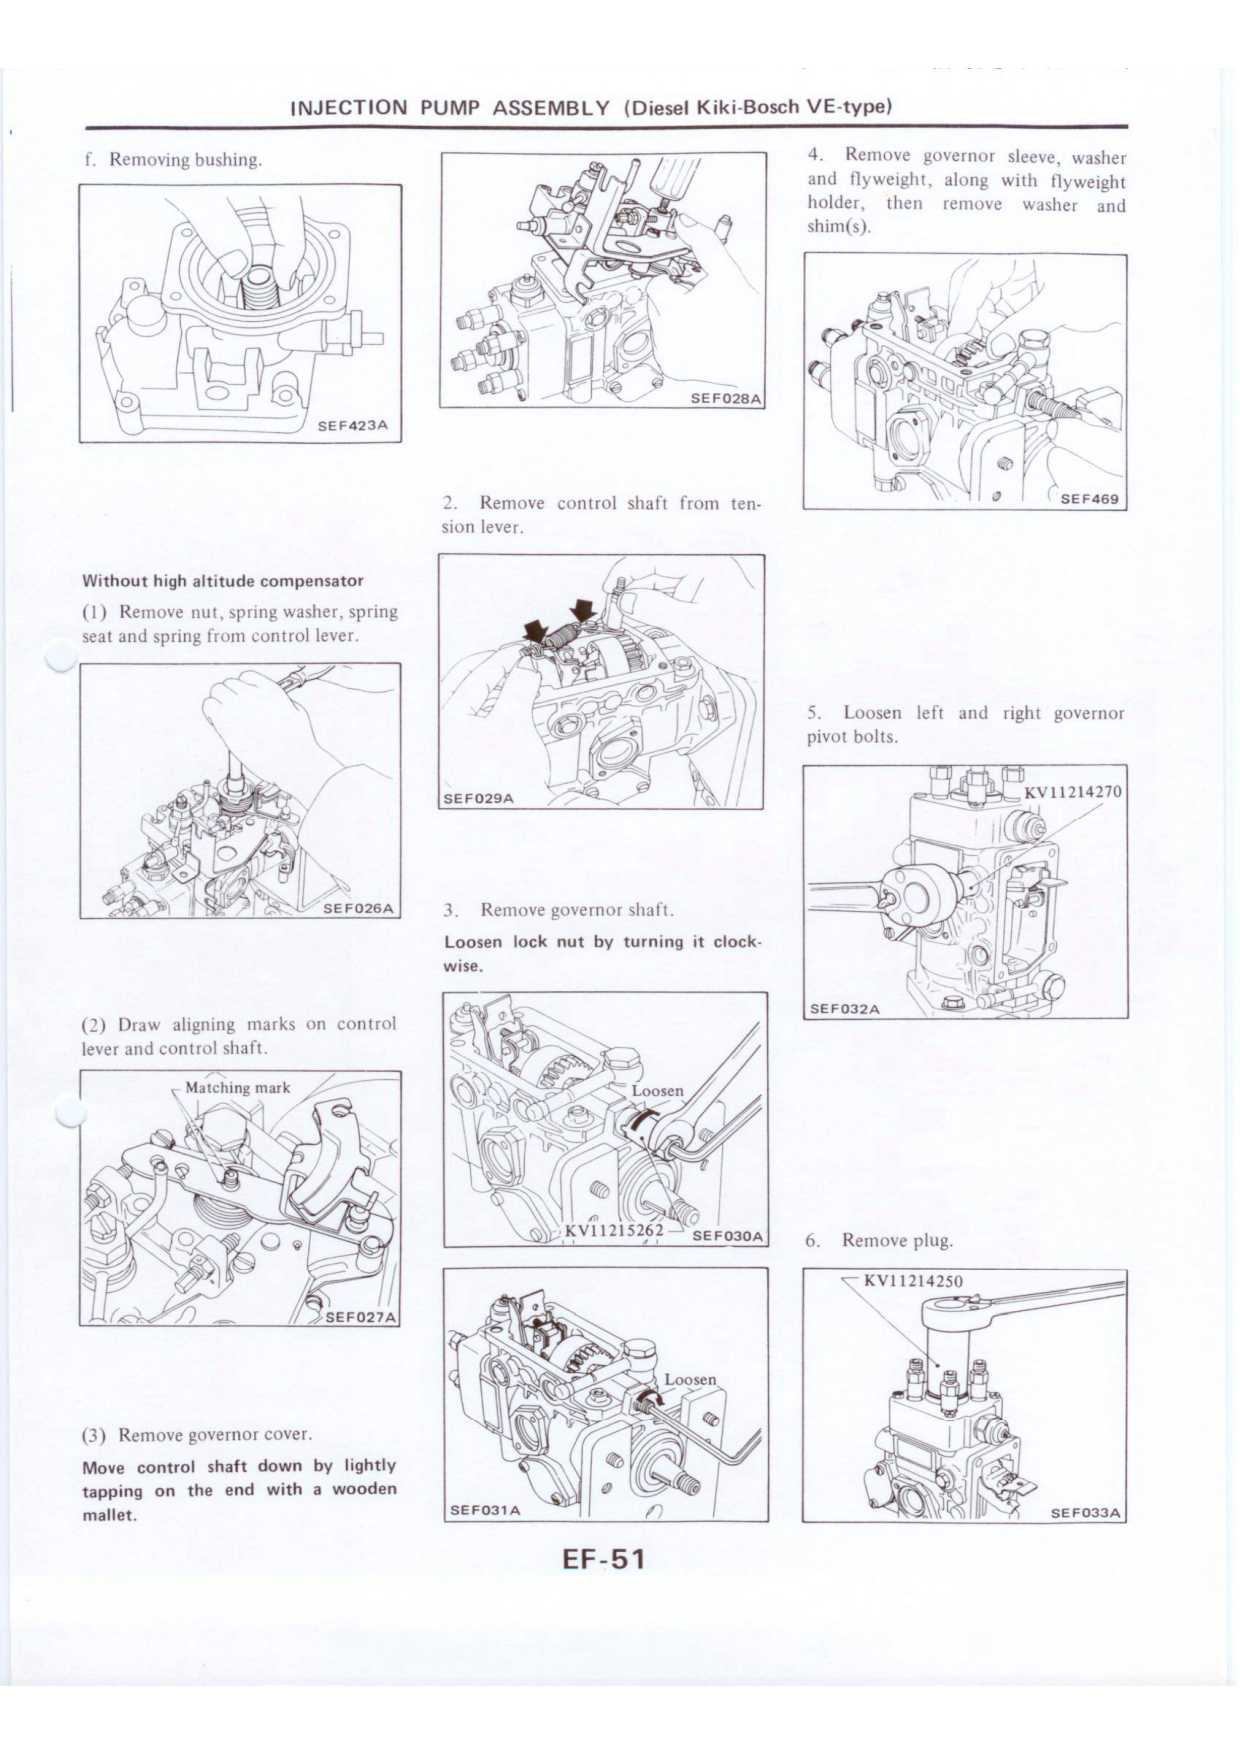 INJECTION PUMP ASSEMBLY (Diesel Kiki-Bosch VE-type)
f. Removing bushing.
SEF423A
Without high altitude compensator
(1) Remove nut, spring washer, spring
seat and spring from control lever.
SEF026A
(2) Draw aligning marks on control
lever and control shaft.
Matching mark
SEF027A
(3) Remove governor cover.
Move control shaft down by lightly
tapping on the end with a wooden
mallet.
SEF028A
2. Remove control shaft from ten-
sion lever.
SEF029A
3. Remove governor shaft.
Loosen lock nut by turning it clock-
wise.
Loosen
KV11215262
SEF030A
Loosen
SEF031A
4. Remove governor sleeve, washer
and flyweight, along with flyweight
holder, then remove washer and
shim(s).
SEF469
5. Loosen left and right governor
pivot bolts.
KV11214270
SEF032A
6. Remove plug.
KV11214250
SEF033A
EF-51